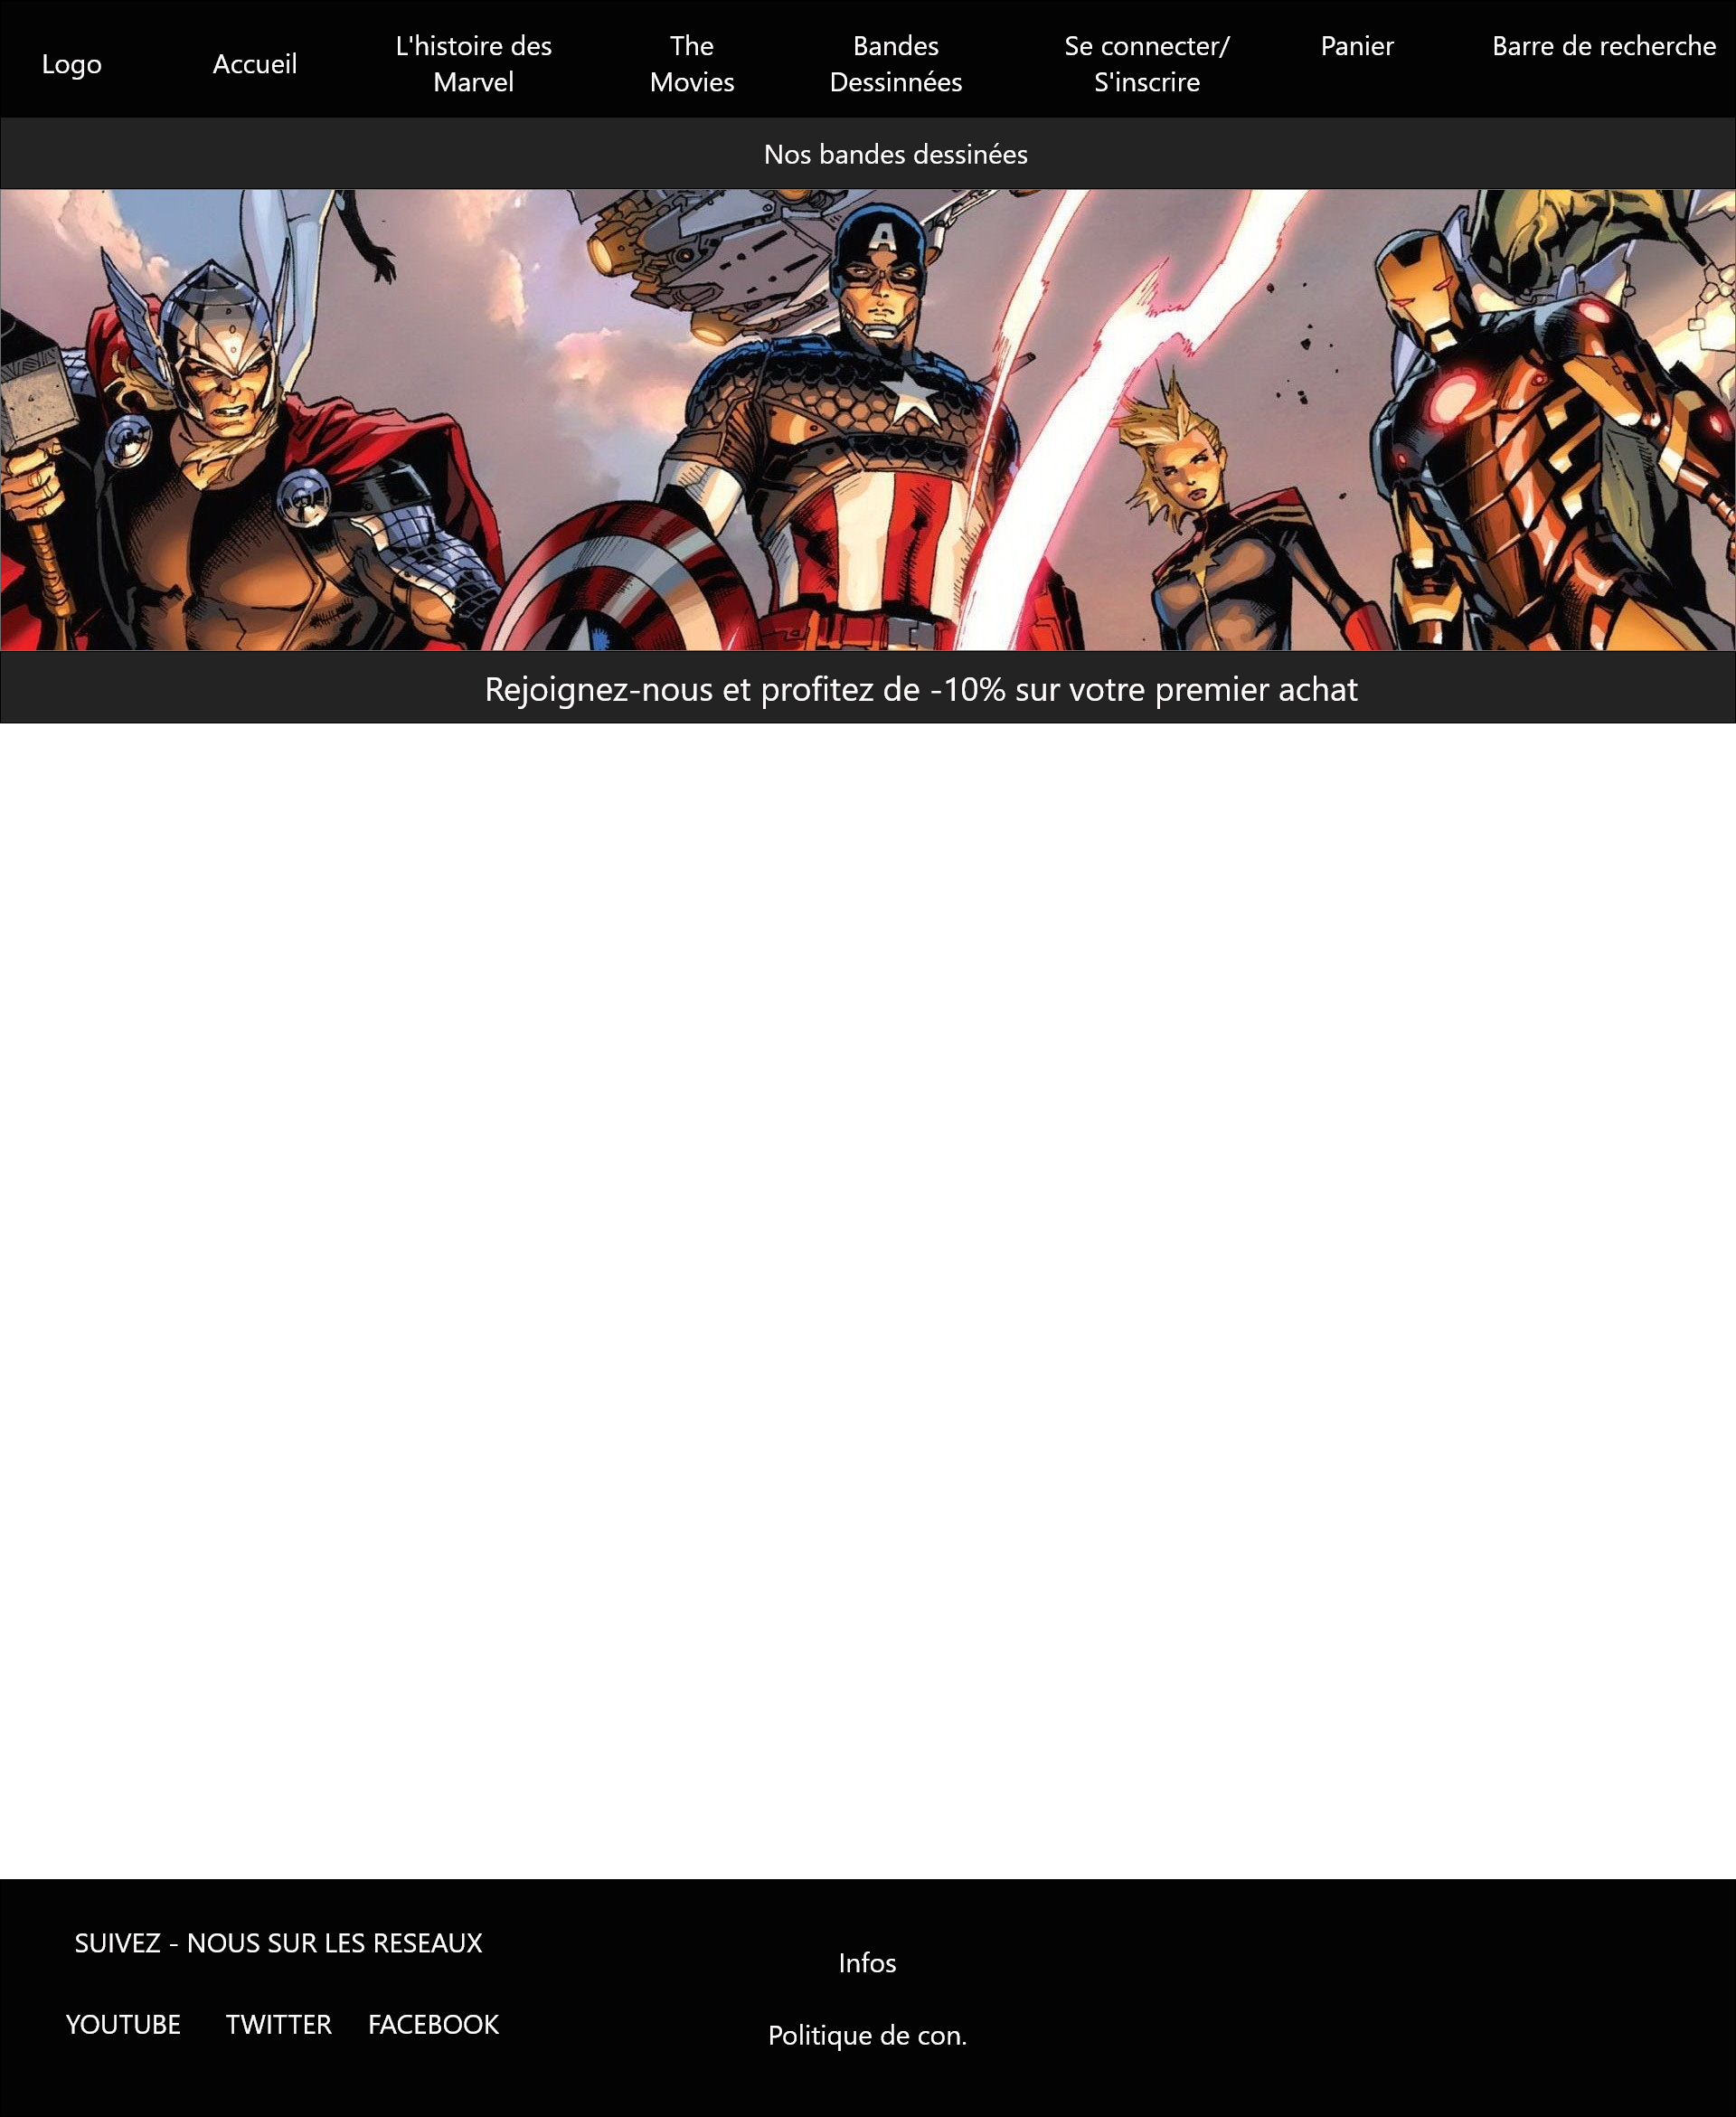 Logo
Accueil
L'histoire des
Marvel
The
Movies
Bandes
Dessinnées
Se connecter/
S'inscrire
Panier
Barre de recherche
Nos bandes dessinées
A
Rejoignez-nous et profitez de -10% sur votre premier achat
SUIVEZ - NOUS SUR LES RESEAUX
YOUTUBE
TWITTER
FACEBOOK
Infos
Politique de con.